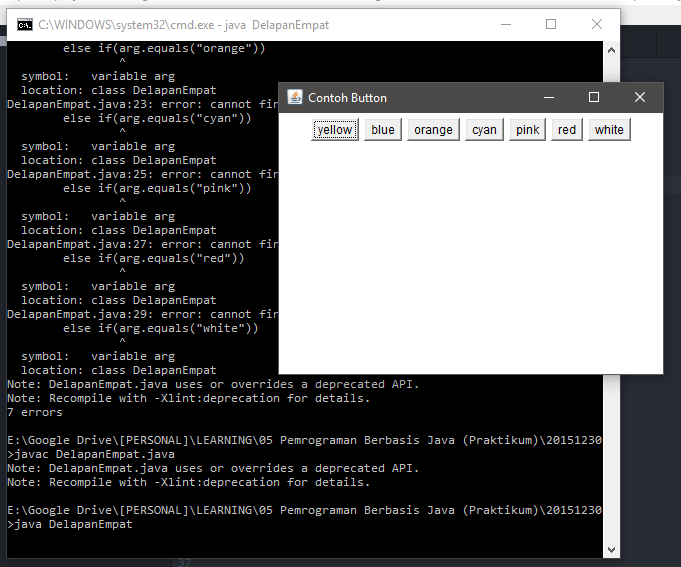 C:\WINDOWS\system32\cmd.exe - java  DelapanEmpat
        else if(arg.equals("orange"))
                ^
  symbol:   variable arg
  location: class DelapanEmpat
DelapanEmpat.java:23: error: cannot fin
        else if(arg.equals("cyan"))
                ^
  symbol:   variable arg
  location: class DelapanEmpat
DelapanEmpat.java:25: error: cannot fin
        else if(arg.equals("pink"))
                ^
  symbol:   variable arg
  location: class DelapanEmpat
DelapanEmpat.java:27: error: cannot fin
        else if(arg.equals("red"))
                ^
  symbol:   variable arg
  location: class DelapanEmpat
DelapanEmpat.java:29: error: cannot fin
        else if(arg.equals("white"))
                ^
  symbol:   variable arg
  location: class DelapanEmpat
Note: DelapanEmpat.java uses or overrides a deprecated API.
Note: Recompile with -Xlint:deprecation for details.
7 errors
E:\Google Drive\[PERSONAL]\LEARNING\05 Pemrograman Berbasis Java (Praktikum)\20151230
>javac DelapanEmpat.java
Note: DelapanEmpat.java uses or overrides a deprecated API.
Note: Recompile with -Xlint:deprecation for details.
E:\Google Drive\[PERSONAL]\LEARNING\05 Pemrograman Berbasis Java (Praktikum)\20151230
>java DelapanEmpat
Contoh Button
yellow blue orange cyan pink red white
37